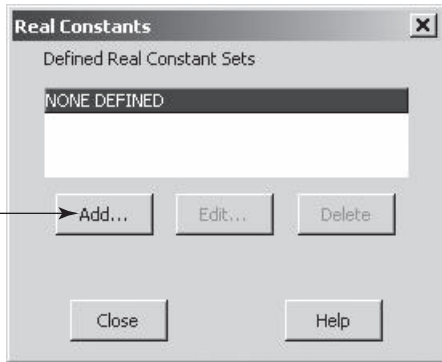 Real Constants
Defined Real Constant Sets
NONE DEFINED
Add...
Edit...
Delete
Close
Help